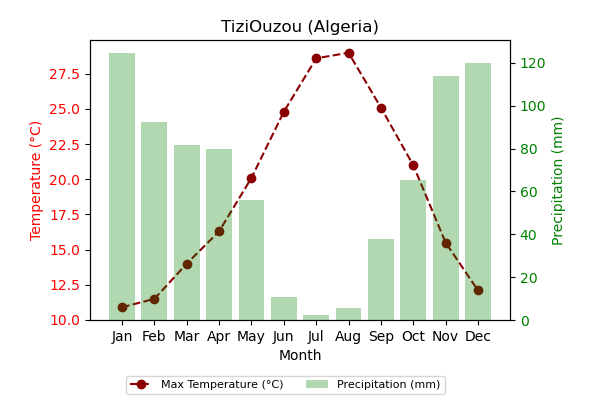 TiziOuzou (Algeria)
Temperature (°C)
27.5
25.0
22.5
20.0
17.5
15.0
12.5
10.0
120
100
80
60
40
20
0
Precipitation (mm)
Jan Feb Mar Apr May Jun Jul Aug Sep Oct Nov Dec
Month
Max Temperature (°C) Precipitation (mm)